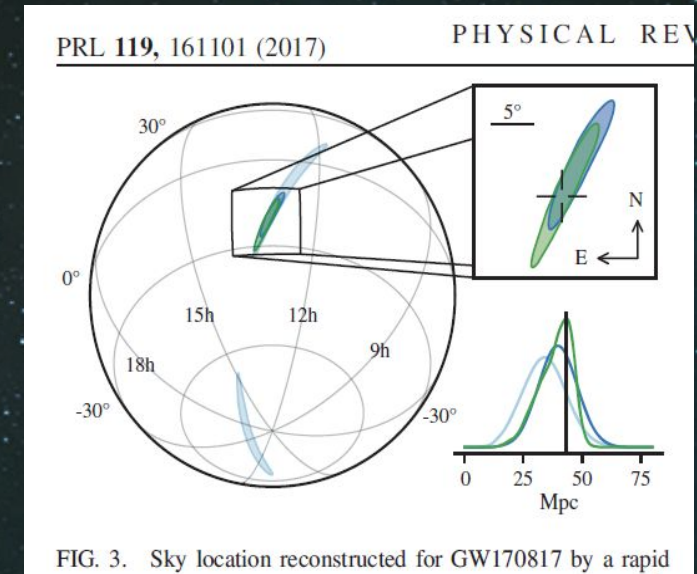 PRL 119, 161101 (2017)
PHYSICAL REV
30°
0°
15h
12h
18h
9h
-30°
-30°
5°
N
E
0 25 50 75
Mpc
FIG. 3. Sky location reconstructed for GW170817 by a rapid